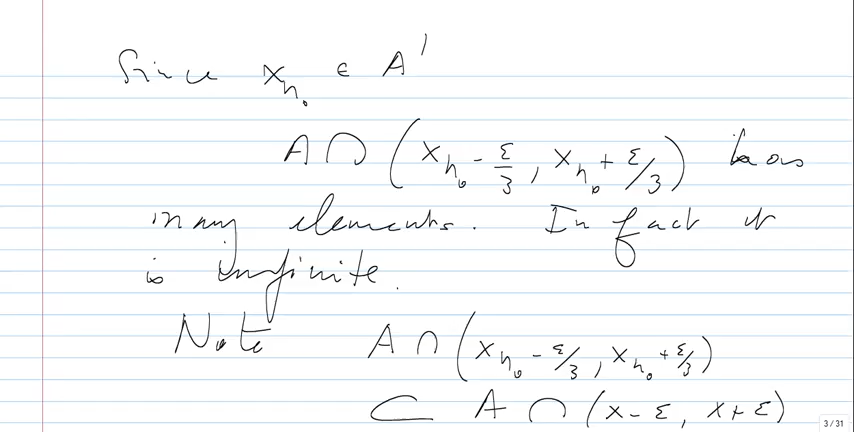 Since x_{n_0} ∈ A'
A ∩ (x_{n_0} - ε/3, x_{n_0} + ε/3) has
many elements. In fact it
is infinite.
Note A ∩ (x_{n_0} - ε/3, x_{n_0} + ε/3)
⊂ A ∩ (x - ε, x + ε)
3 / 31